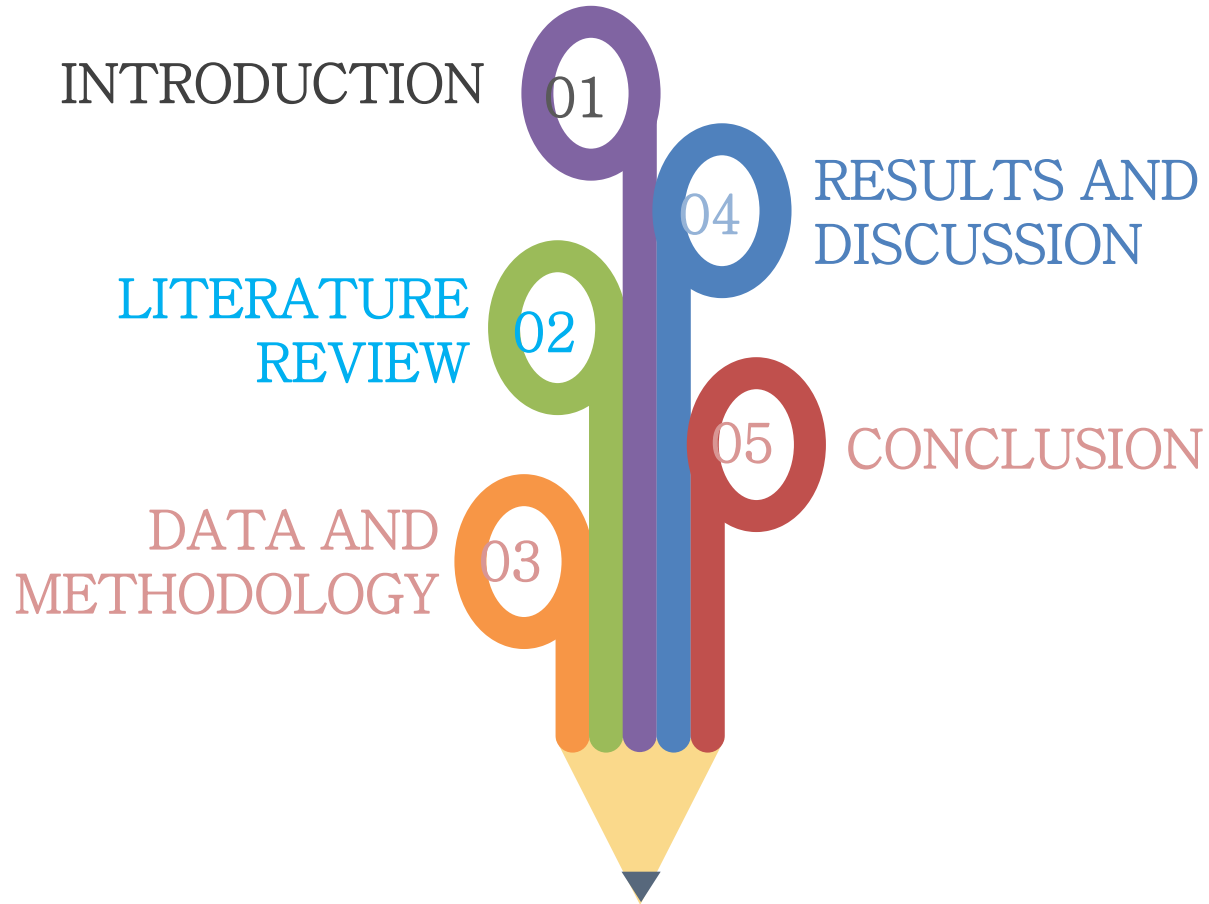 01
INTRODUCTION
02
LITERATURE
REVIEW
03
DATA AND
METHODOLOGY
04
RESULTS AND
DISCUSSION
05
CONCLUSION